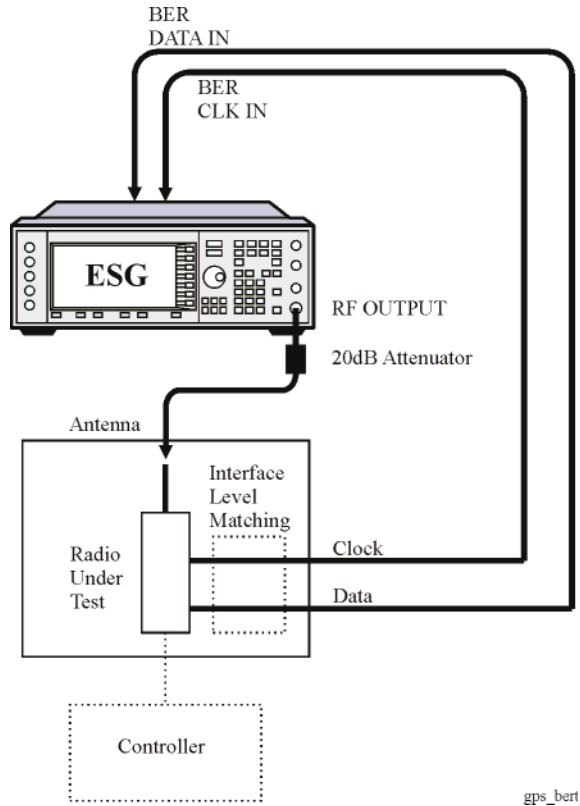 BER
DATA IN
BER
CLK IN
ESG
RF OUTPUT
20dB Attenuator
Antenna
Interface
Level
Matching
Radio
Under
Test
Clock
Data
Controller
gps_bert